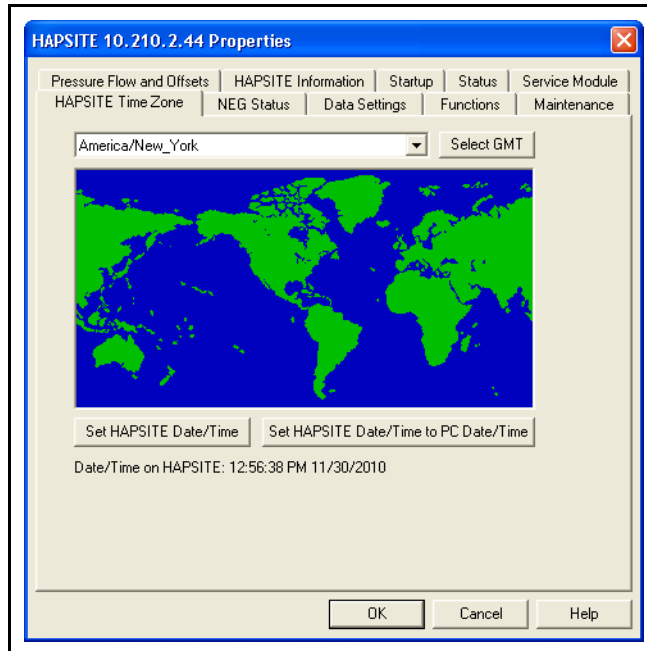 HAPSITE 10.210.2.44 Properties
Pressure Flow and Offsets HAPSITE Information Startup Status Service Module
HAPSITE Time Zone NEG Status Data Settings Functions Maintenance
America/New_York Select GMT
Set HAPSITE Date/Time Set HAPSITE Date/Time to PC Date/Time
Date/Time on HAPSITE: 12:56:38 PM 11/30/2010
OK Cancel Help